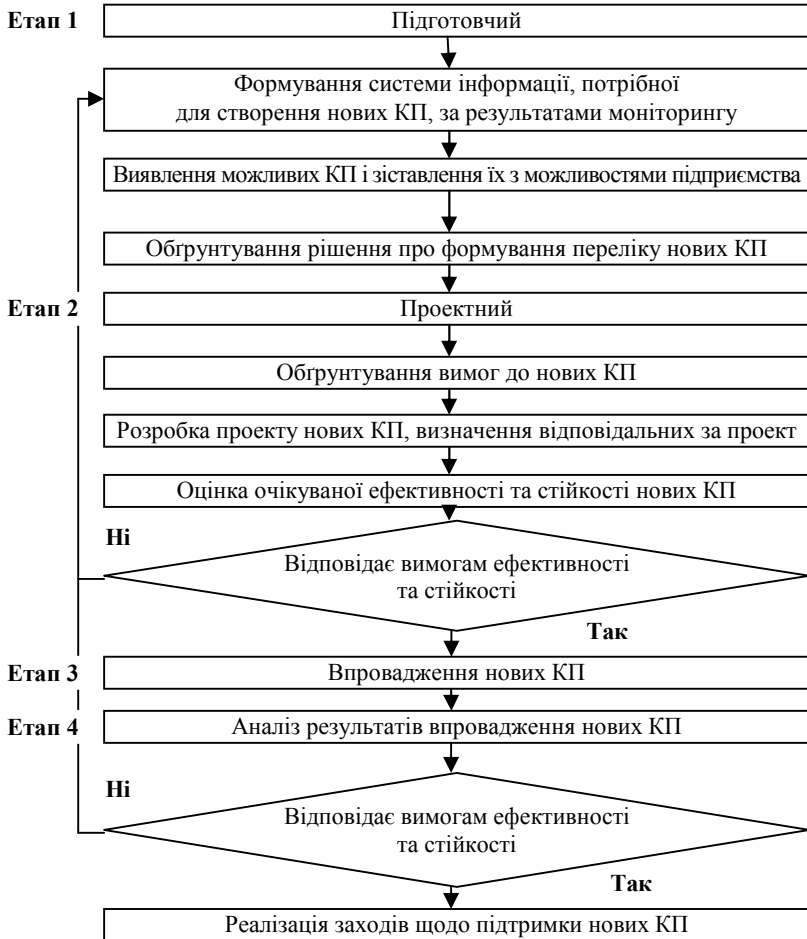 Етап 1
Підготовчий
Формування системи інформації, потрібної
для створення нових КП, за результатами моніторингу
Виявлення можливих КП і зіставлення їх з можливостями підприємства
Обґрунтування рішення про формування переліку нових КП
Етап 2
Проектний
Обґрунтування вимог до нових КП
Розробка проекту нових КП, визначення відповідальних за проект
Оцінка очікуваної ефективності та стійкості нових КП
Ні
Відповідає вимогам ефективності
та стійкості
Так
Етап 3
Впровадження нових КП
Етап 4
Аналіз результатів впровадження нових КП
Ні
Відповідає вимогам ефективності
та стійкості
Так
Реалізація заходів щодо підтримки нових КП